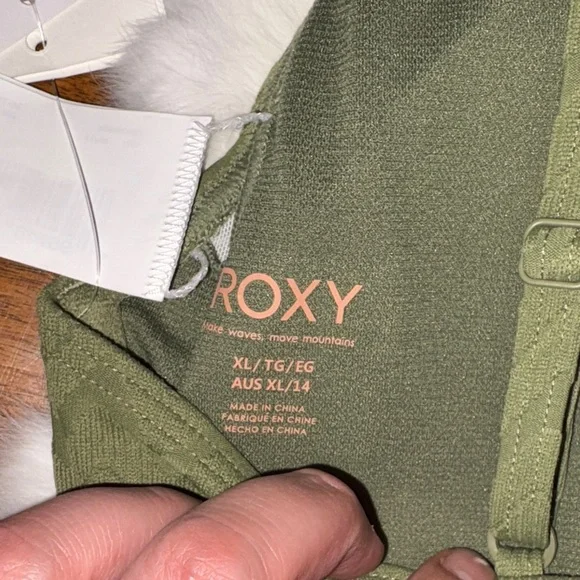 ROXY
Make waves, move mountains
XL/TG/EG
AUS XL/14
MADE IN CHINA
FABRIQUÉ EN CHINE
HECHO EN CHINA